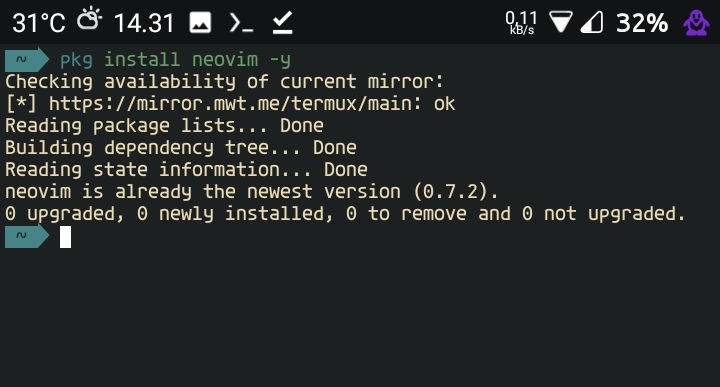 31°C 14.31 0,11 kB/s 32%
~ pkg install neovim -y
Checking availability of current mirror:
[*] https://mirror.mwt.me/termux/main: ok
Reading package lists... Done
Building dependency tree... Done
Reading state information... Done
neovim is already the newest version (0.7.2).
0 upgraded, 0 newly installed, 0 to remove and 0 not upgraded.
~